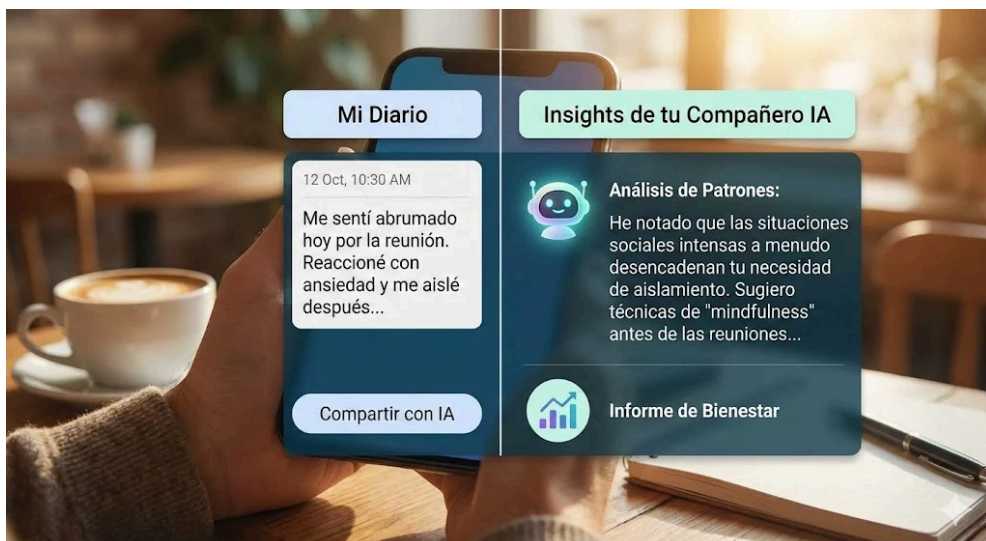 Mi Diario
12 Oct, 10:30 AM
Me sentí abrumado
hoy por la reunión.
Reaccioné con
ansiedad y me aislé
después...
Compartir con IA
Insights de tu Compañero IA
Análisis de Patrones:
He notado que las situaciones
sociales intensas a menudo
desencadenan tu necesidad
de aislamiento. Sugiero
técnicas de "mindfulness"
antes de las reuniones...
Informe de Bienestar